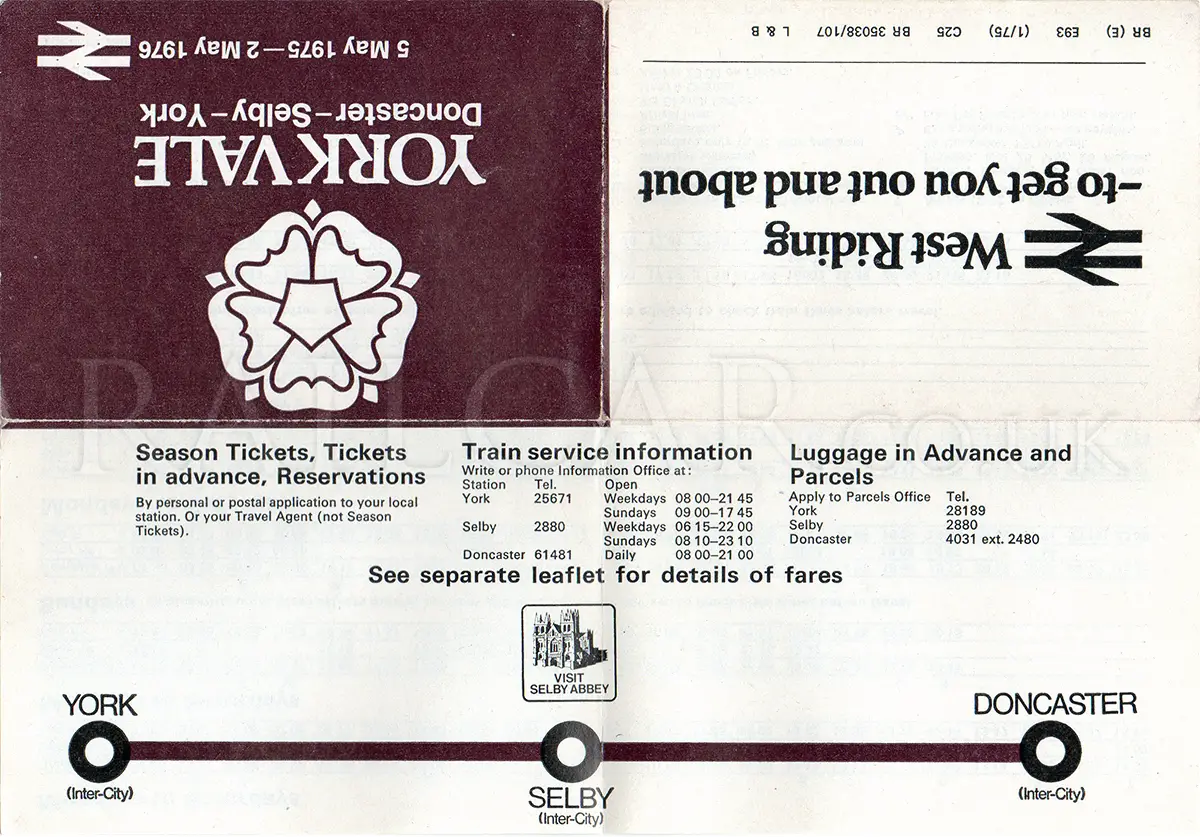 YORK VALE
Doncaster–Selby–York
5 May 1975—2 May 1976
West Riding
–to get you out and about
BR (E) E93 (1/75) C25 BR 35038/107 L & B
RAILCAR.CO.UK
Season Tickets, Tickets
in advance, Reservations
By personal or postal application to your local
station. Or your Travel Agent (not Season
Tickets).
Train service information
Write or phone Information Office at:
Station Tel. Open
York 25671 Weekdays 08 00–21 45
Sundays 09 00–17 45
Selby 2880 Weekdays 06 15–22 00
Sundays 08 10–23 10
Doncaster 61481 Daily 08 00–21 00
Luggage in Advance and
Parcels
Apply to Parcels Office Tel.
York 28189
Selby 2880
Doncaster 4031 ext. 2480
See separate leaflet for details of fares
VISIT
SELBY ABBEY
YORK
(Inter-City)
SELBY
(Inter-City)
DONCASTER
(Inter-City)